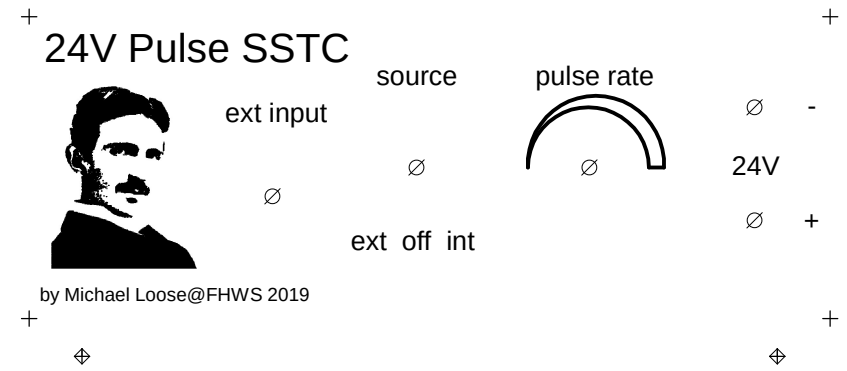 24V Pulse SSTC
source
pulse rate
ext input
-
24V
+
ext off int
by Michael Loose@FHWS 2019